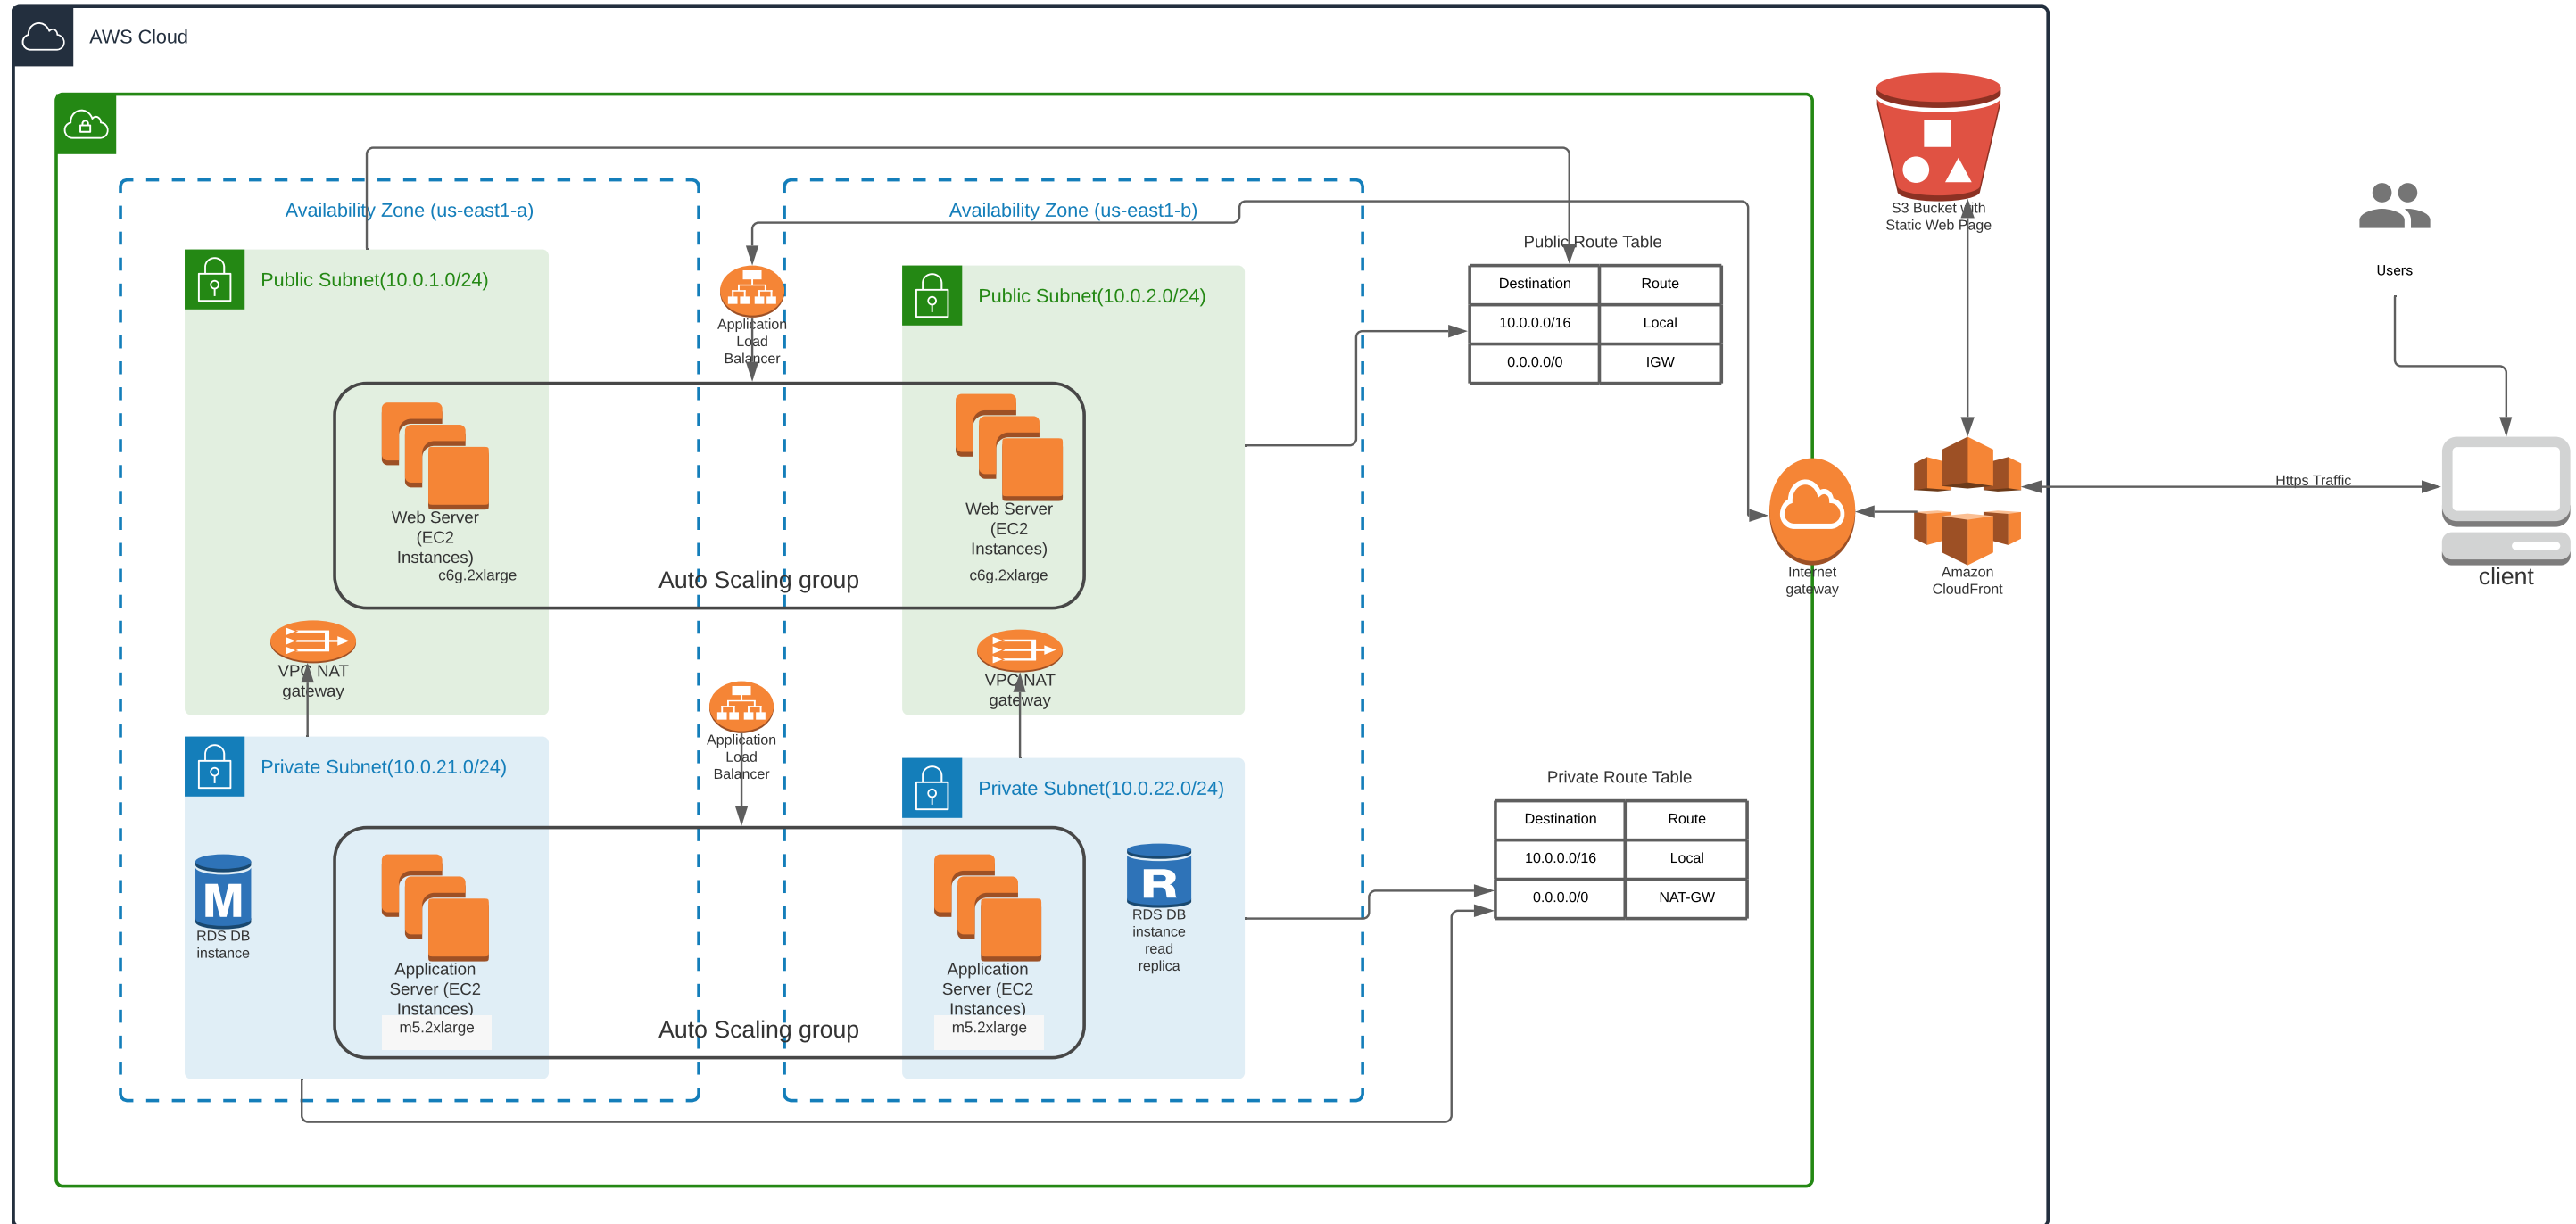 AWS Cloud
Availability Zone (us-east1-a)
Availability Zone (us-east1-b)
S3 Bucket with
Static Web Page
Public Subnet(10.0.1.0/24)
Public Subnet(10.0.2.0/24)
Application
Load
Balancer
Public Route Table
Destination Route
10.0.0.0/16 Local
0.0.0.0/0 IGW
Users
Web Server
(EC2
Instances)
c6g.2xlarge
Auto Scaling group
Web Server
(EC2
Instances)
c6g.2xlarge
Internet
gateway
Amazon
CloudFront
Https Traffic
client
VPC NAT
gateway
VPC NAT
gateway
Application
Load
Balancer
Private Subnet(10.0.21.0/24)
Private Subnet(10.0.22.0/24)
Private Route Table
Destination Route
10.0.0.0/16 Local
0.0.0.0/0 NAT-GW
M
RDS DB
instance
Application
Server (EC2
Instances)
m5.2xlarge
Auto Scaling group
Application
Server (EC2
Instances)
m5.2xlarge
R
RDS DB
instance
read
replica